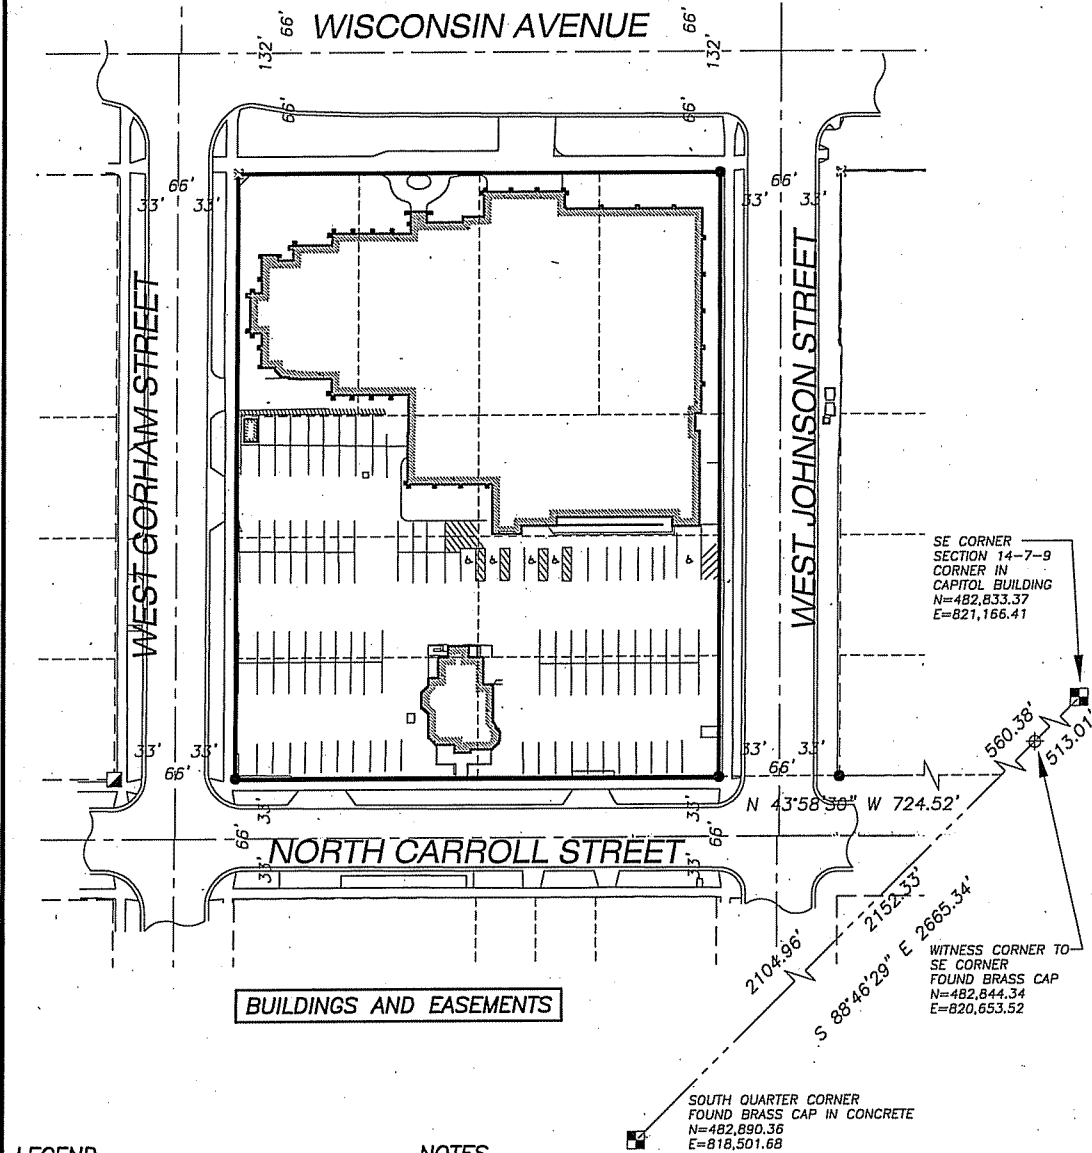 WISCONSIN AVENUE
66'
132'
66'
66'
132'
66'
66'
33'
33'
66'
33'
33'
WEST GORHAM STREET
WEST JOHNSON STREET
SE CORNER
SECTION 14-7-9
CORNER IN
CAPITOL BUILDING
N=482,833.37
E=821,166.41
33'
33'
66'
33'
33'
66'
560.38'
513.01'
N 43°58'30" W 724.52'
33'
66'
33'
NORTH CARROLL STREET
33'
66'
33'
2152.33'
2104.96'
S 88°46'29" E 2665.34'
WITNESS CORNER TO
SE CORNER
FOUND BRASS CAP
N=482,844.34
E=820,653.52
BUILDINGS AND EASEMENTS
SOUTH QUARTER CORNER
FOUND BRASS CAP IN CONCRETE
N=482,890.36
E=818,501.68
LEGEND
NOTES